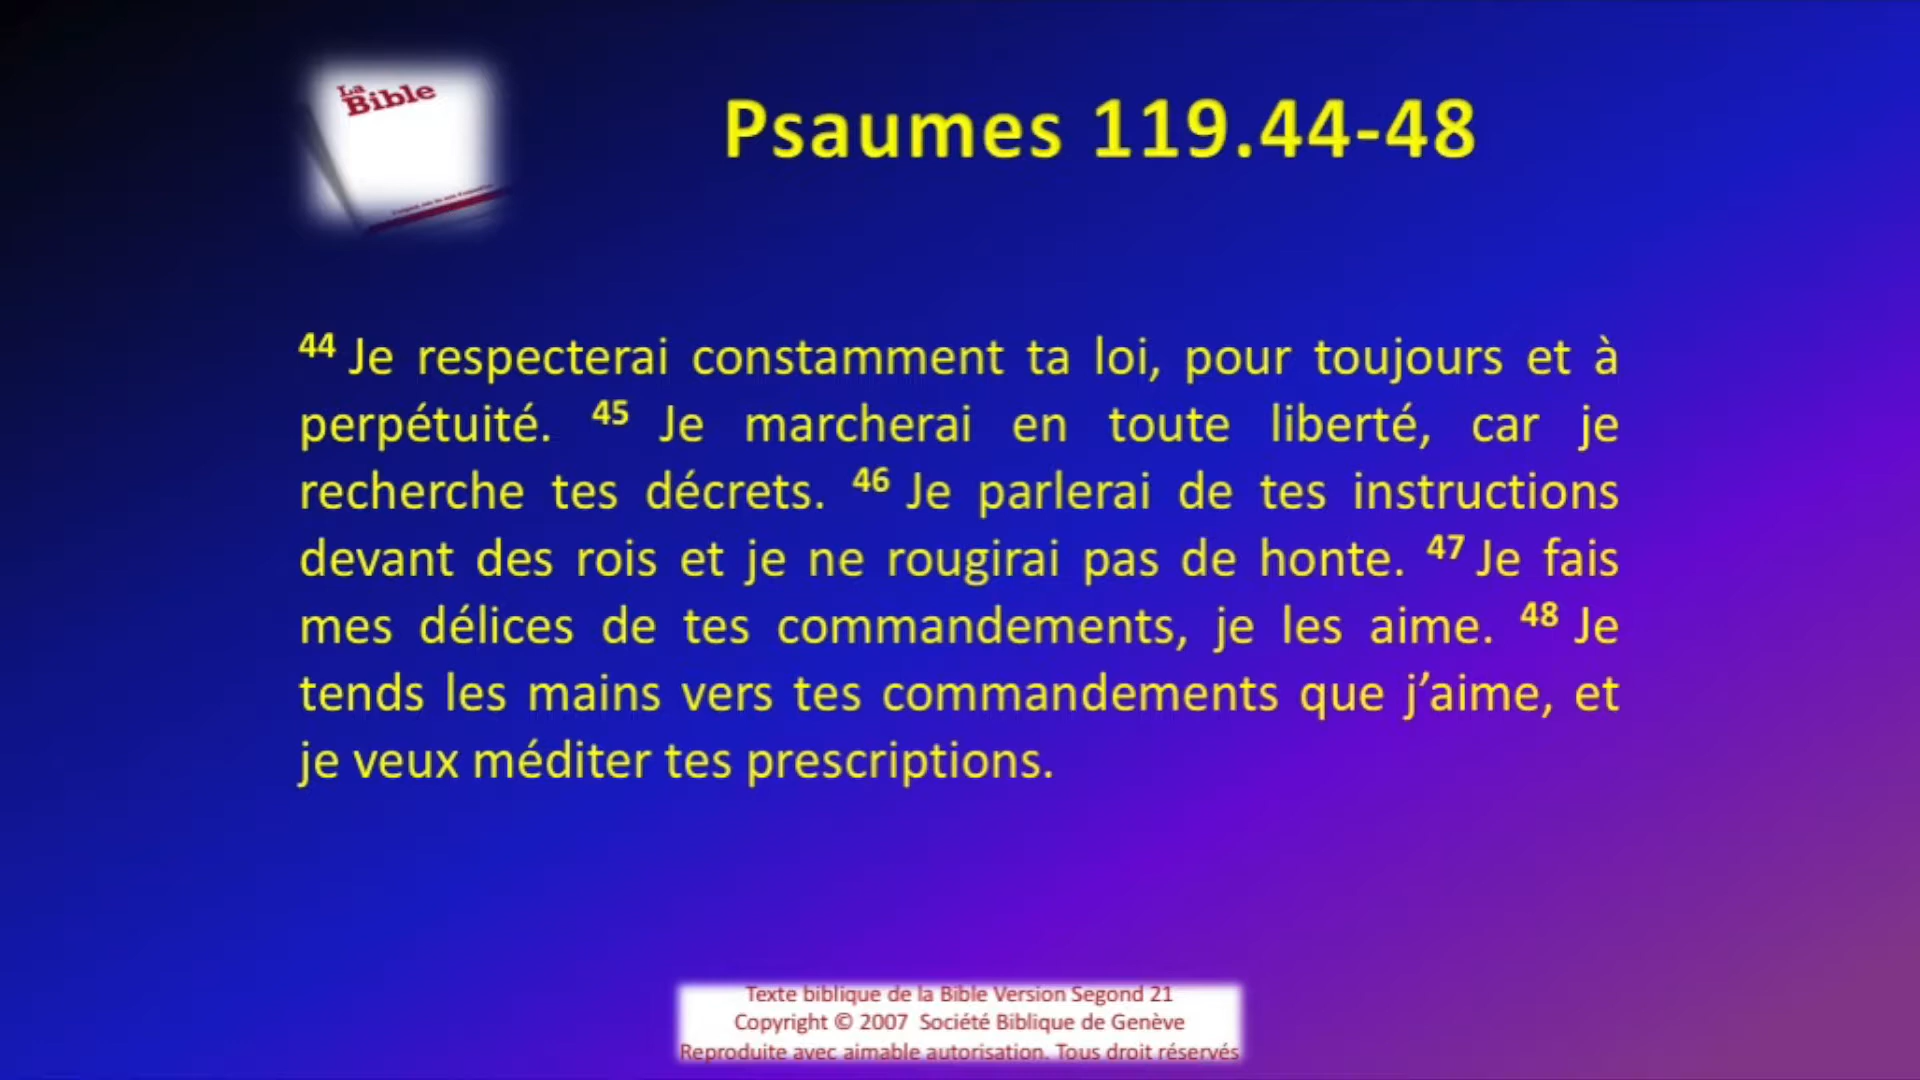 La
Bible
Psaumes 119.44-48
44 Je respecterai constamment ta loi, pour toujours et à
perpétuité. 45 Je marcherai en toute liberté, car je
recherche tes décrets. 46 Je parlerai de tes instructions
devant des rois et je ne rougirai pas de honte. 47 Je fais
mes délices de tes commandements, je les aime. 48 Je
tends les mains vers tes commandements que j’aime, et
je veux méditer tes prescriptions.
Texte biblique de la Bible Version Segond 21
Copyright © 2007 Société Biblique de Genève
Reproduite avec aimable autorisation. Tous droit réservés